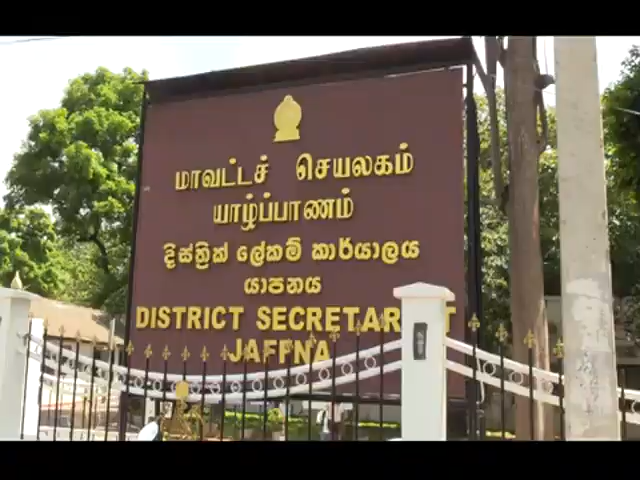 மாவட்டச் செயலகம்
யாழ்ப்பாணம்
දිස්ත්‍රික් ලේකම් කාර්යාලය
යාපනය
DISTRICT SECRETARIAT
JAFFNA